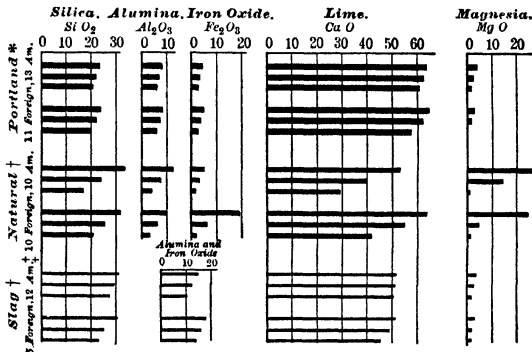 Silica. Alumina. Iron Oxide. Lime. Magnesia.
Si O2 Al2O3 Fe2O3 Ca O Mg O
0 10 20 30 0 10 0 10 20 0 10 20 30 40 50 60 0 10 20
Portland *
13 Am.
11 Foreign,
Natural †
10 Am.
10 Foreign,
Alumina and
Iron Oxide
0 10 20
Slag †
12 Am‡
Foreign,